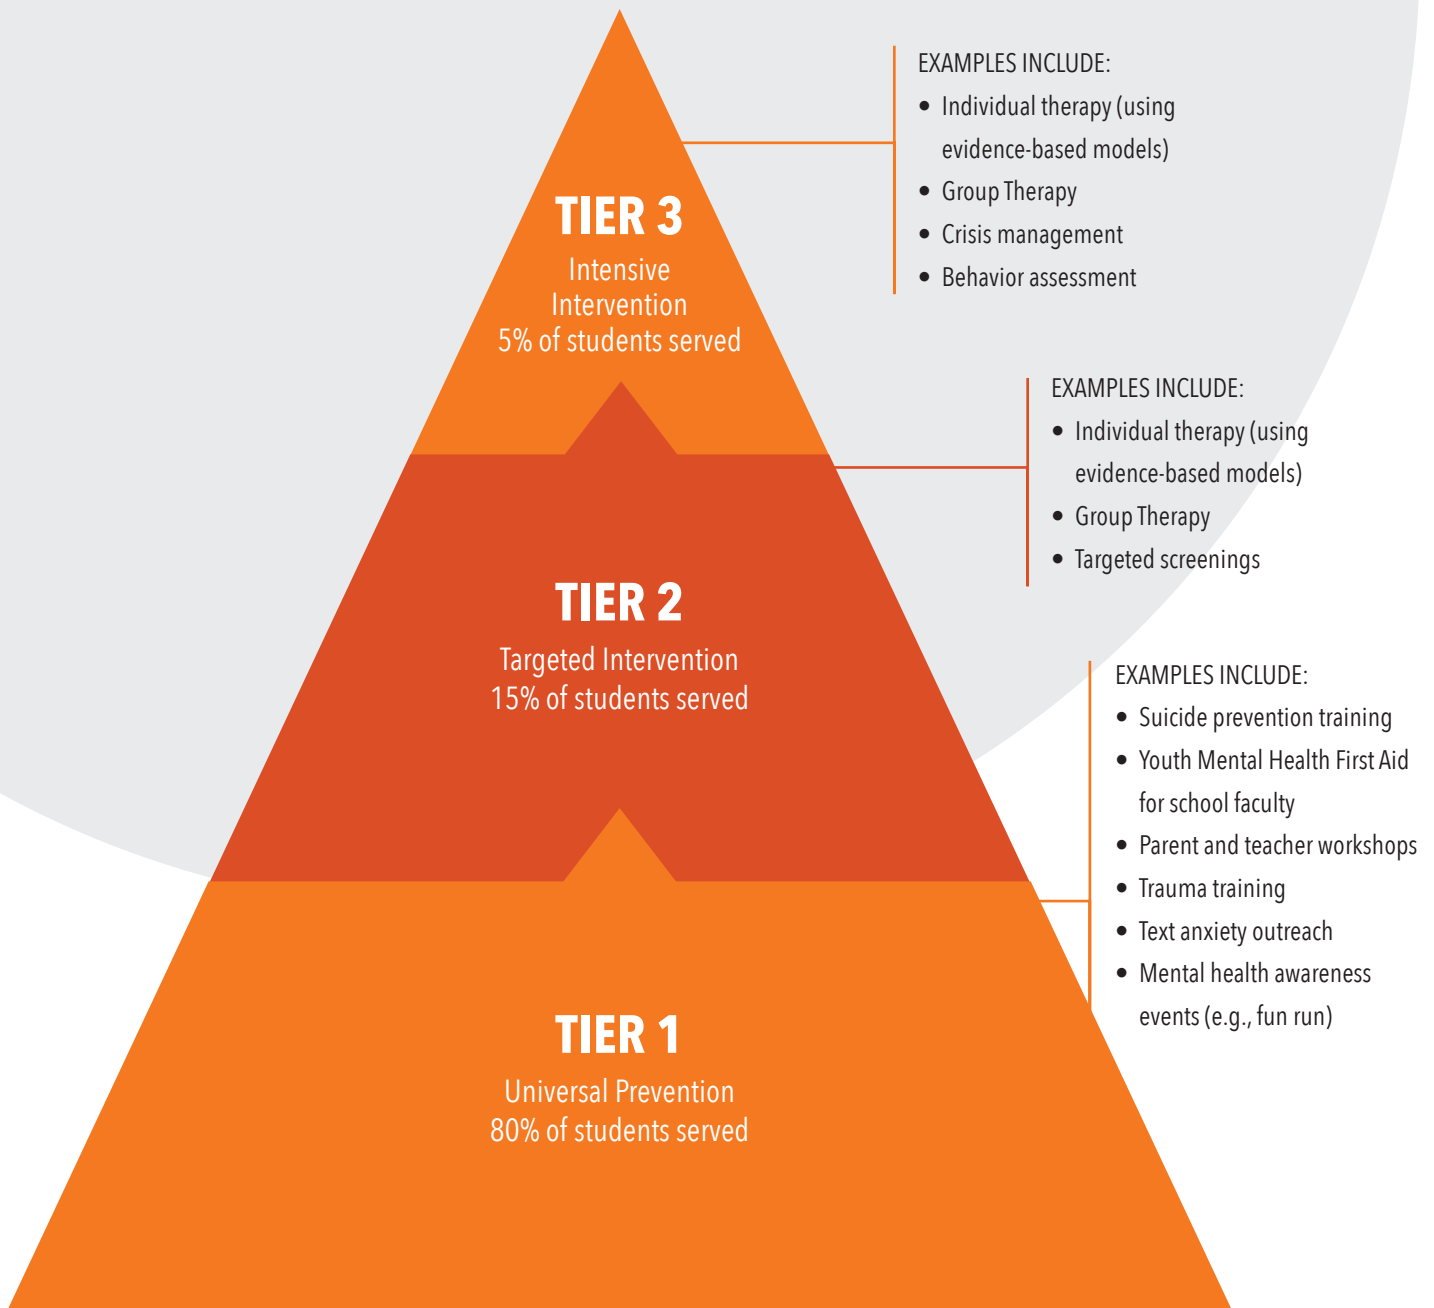 TIER 3
Intensive
Intervention
5% of students served
EXAMPLES INCLUDE:
• Individual therapy (using
evidence-based models)
• Group Therapy
• Crisis management
• Behavior assessment
TIER 2
Targeted Intervention
15% of students served
EXAMPLES INCLUDE:
• Individual therapy (using
evidence-based models)
• Group Therapy
• Targeted screenings
TIER 1
Universal Prevention
80% of students served
EXAMPLES INCLUDE:
• Suicide prevention training
• Youth Mental Health First Aid
for school faculty
• Parent and teacher workshops
• Trauma training
• Text anxiety outreach
• Mental health awareness
events (e.g., fun run)